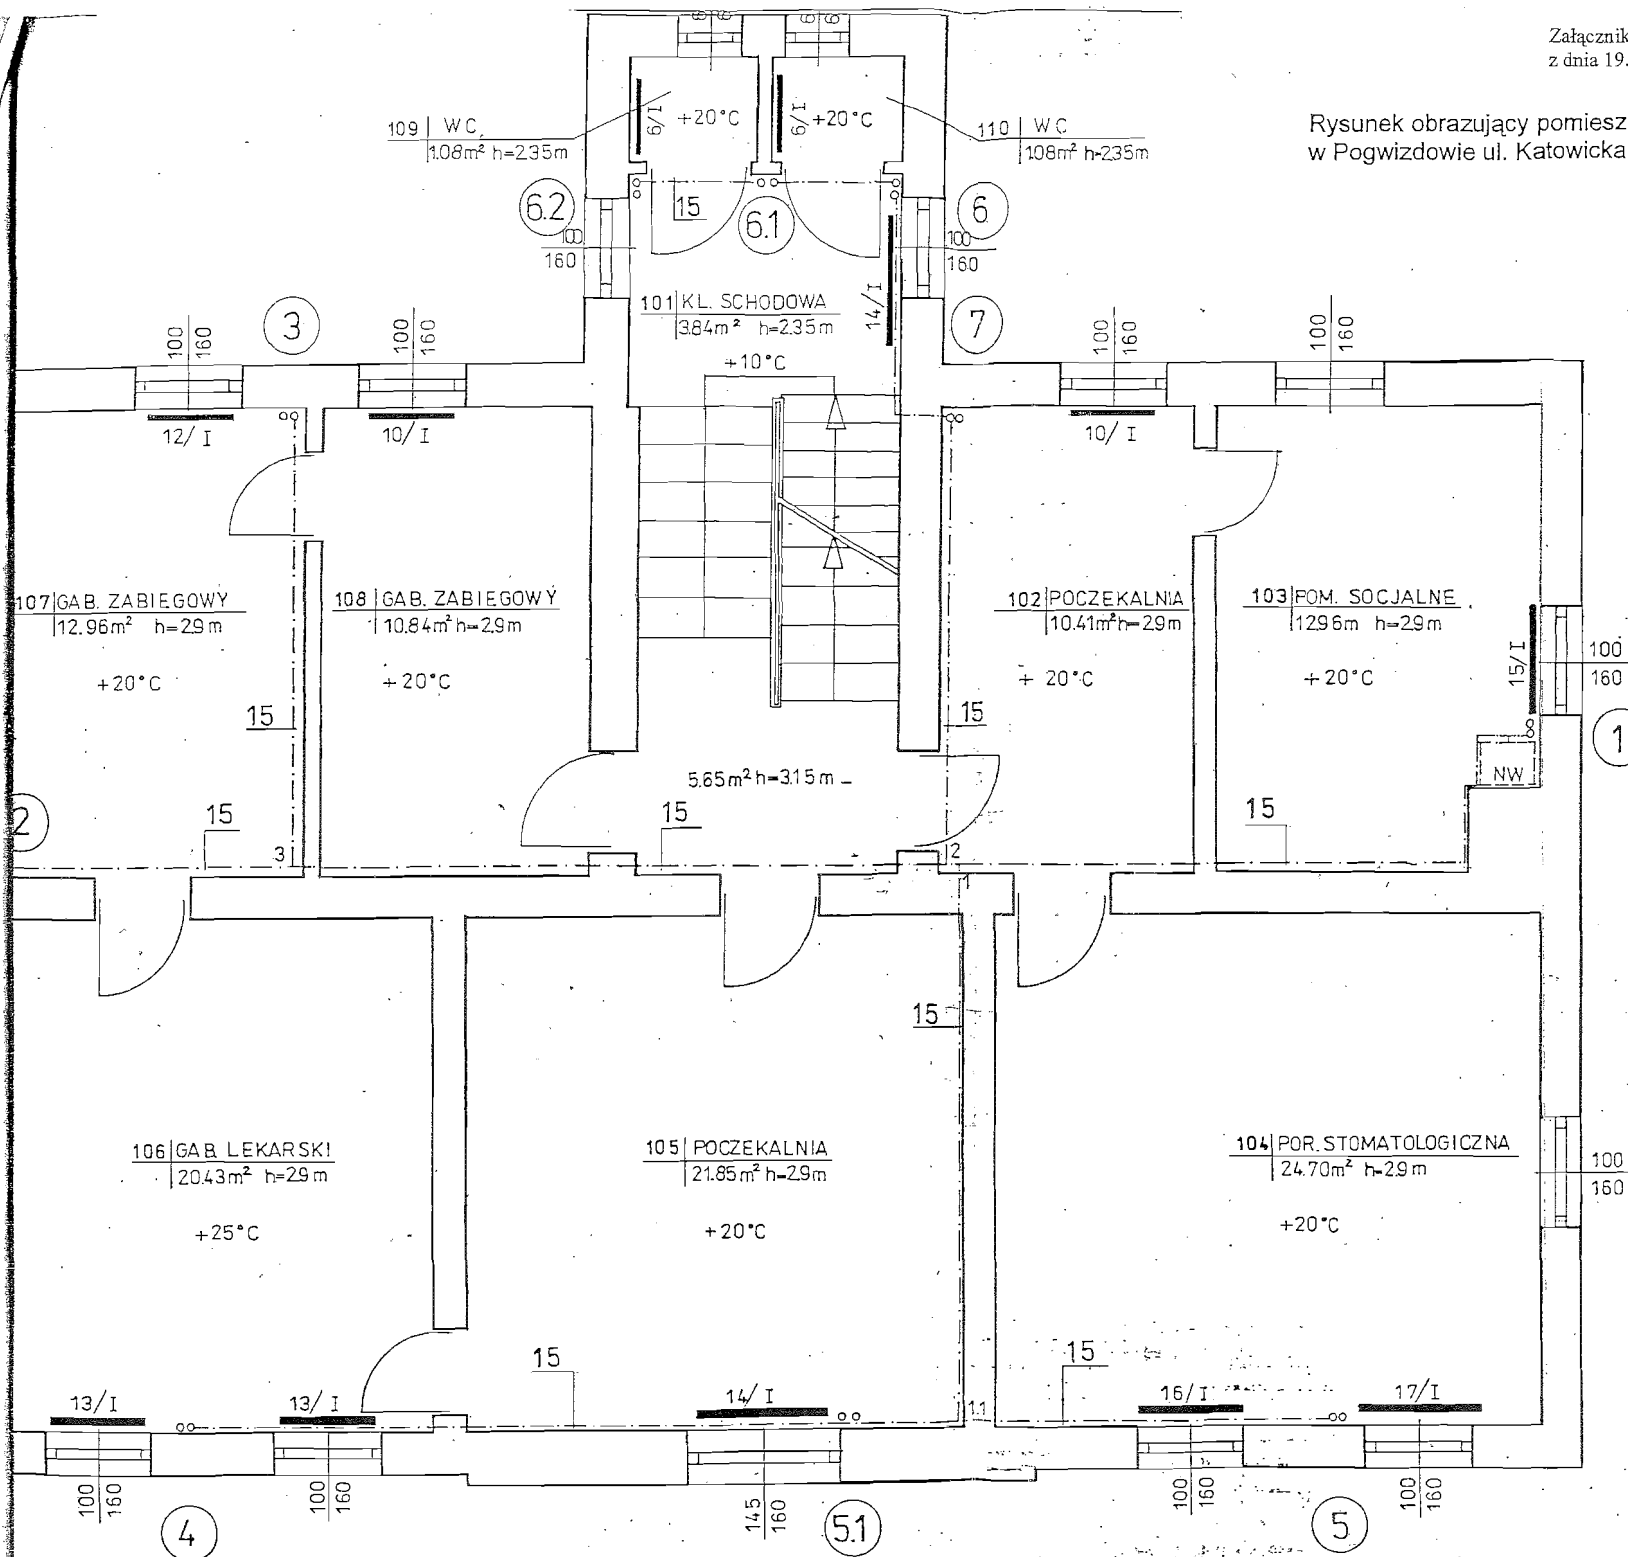 Załącznik
z dnia 19.
Rysunek obrazujący pomiesz
w Pogwizdowie ul. Katowicka
109 WC
1.08m² h=2.35m
9/I
+20°C
9/I
+20°C
110 WC
1.08m² h=2.35m
6.2
15
6.1
6
100
160
100
160
101 KL. SCHODOWA
3.84m² h=2.35m
14/I
+10°C
3
7
100
160
100
160
100
160
100
160
12/I
10/I
10/I
107 GAB. ZABIEGOWY
12.96m² h=2.9m
+20°C
108 GAB. ZABIEGOWY
10.84m² h=2.9m
+20°C
102 POCZEKALNIA
10.41m² h=2.9m
+20°C
103 POM. SOCJALNE
12.96m h=2.9m
+20°C
15/I
100
160
1
15
15
NW
5.65m² h=3.15m
2
15
15
15
3
2
1
15
106 GAB. LEKARSKI
20.43m² h=2.9m
+25°C
105 POCZEKALNIA
21.85m² h=2.9m
+20°C
104 POR. STOMATOLOGICZNA
24.70m² h=2.9m
+20°C
100
160
15
15
13/I
13/I
14/I
1.1
16/I
17/I
100
160
100
160
145
160
100
160
100
160
4
5.1
5